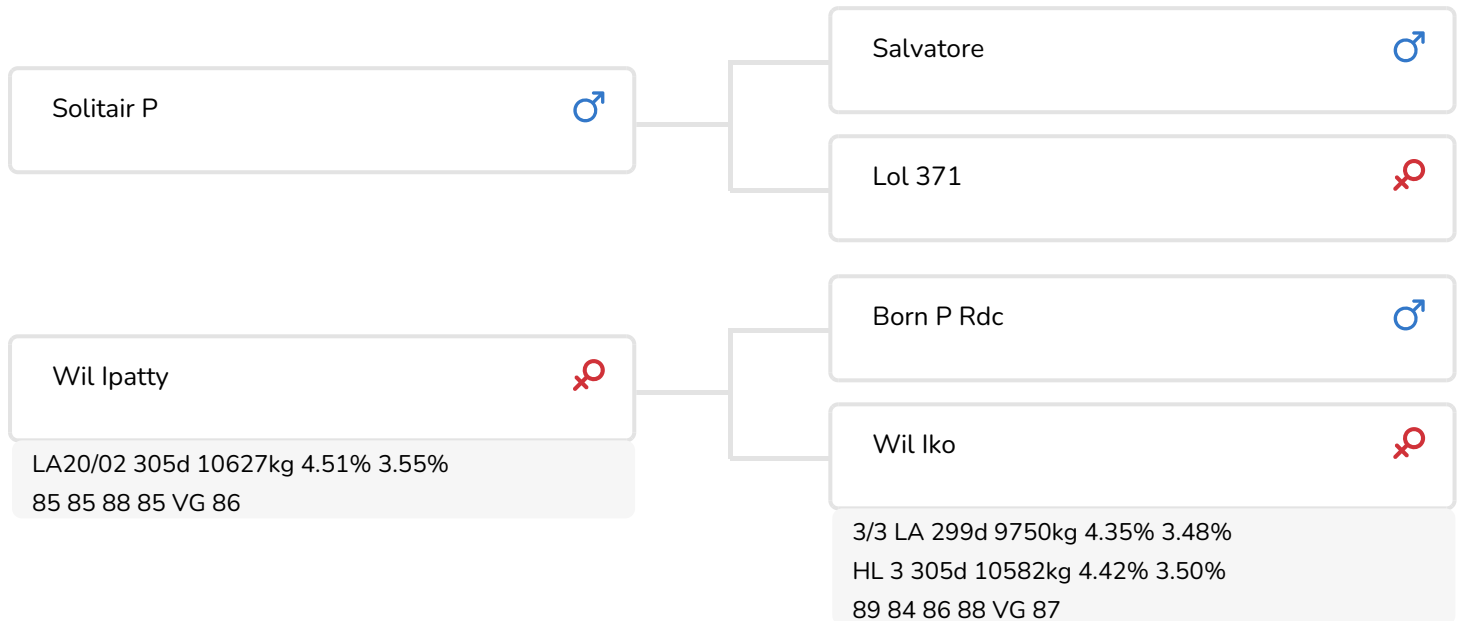 Solitair P
Salvatore
Lol 371
Wil Ipatty
LA20/02 305d 10627kg 4.51% 3.55%
85 85 88 85 VG 86
Born P Rdc
Wil Iko
3/3 LA 299d 9750kg 4.35% 3.48%
HL 3 305d 10582kg 4.42% 3.50%
89 84 86 88 VG 87